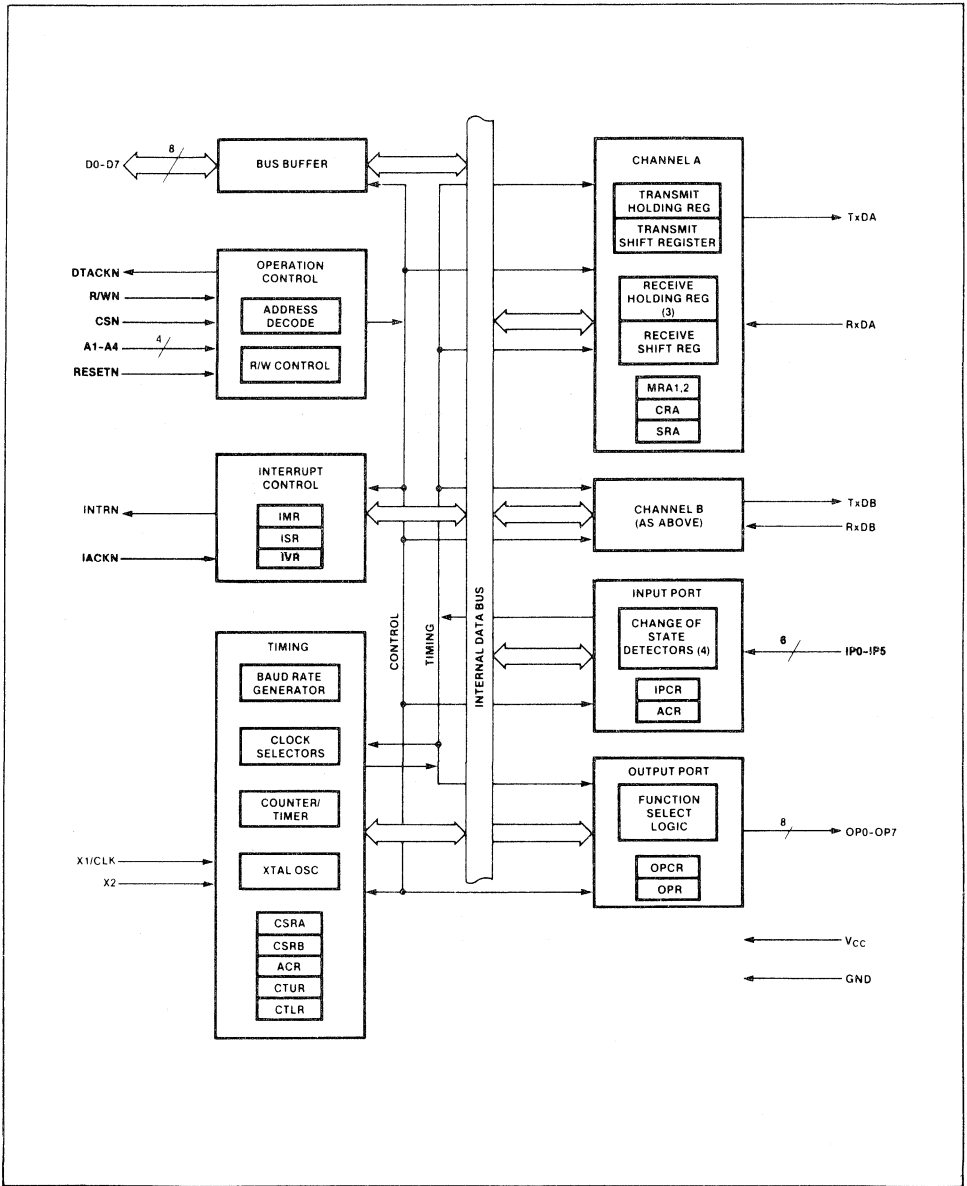 8
D0-D7
BUS BUFFER
DTACKN
R/WN
CSN
A1-A4
4
RESETN
OPERATION
CONTROL
ADDRESS
DECODE
R/W CONTROL
INTRN
IACKN
INTERRUPT
CONTROL
IMR
ISR
IVR
TIMING
BAUD RATE
GENERATOR
CLOCK
SELECTORS
COUNTER/
TIMER
X1/CLK
X2
XTAL OSC
CSRA
CSRB
ACR
CTUR
CTLR
CONTROL
TIMING
INTERNAL DATA BUS
CHANNEL A
TRANSMIT
HOLDING REG
TRANSMIT
SHIFT REGISTER
RECEIVE
HOLDING REG
(3)
RECEIVE
SHIFT REG
MRA1,2
CRA
SRA
TxDA
RxDA
CHANNEL B
(AS ABOVE)
TxDB
RxDB
INPUT PORT
CHANGE OF
STATE
DETECTORS (4)
IPCR
ACR
6
IP0-IP5
OUTPUT PORT
FUNCTION
SELECT
LOGIC
OPCR
OPR
8
OP0-OP7
VCC
GND